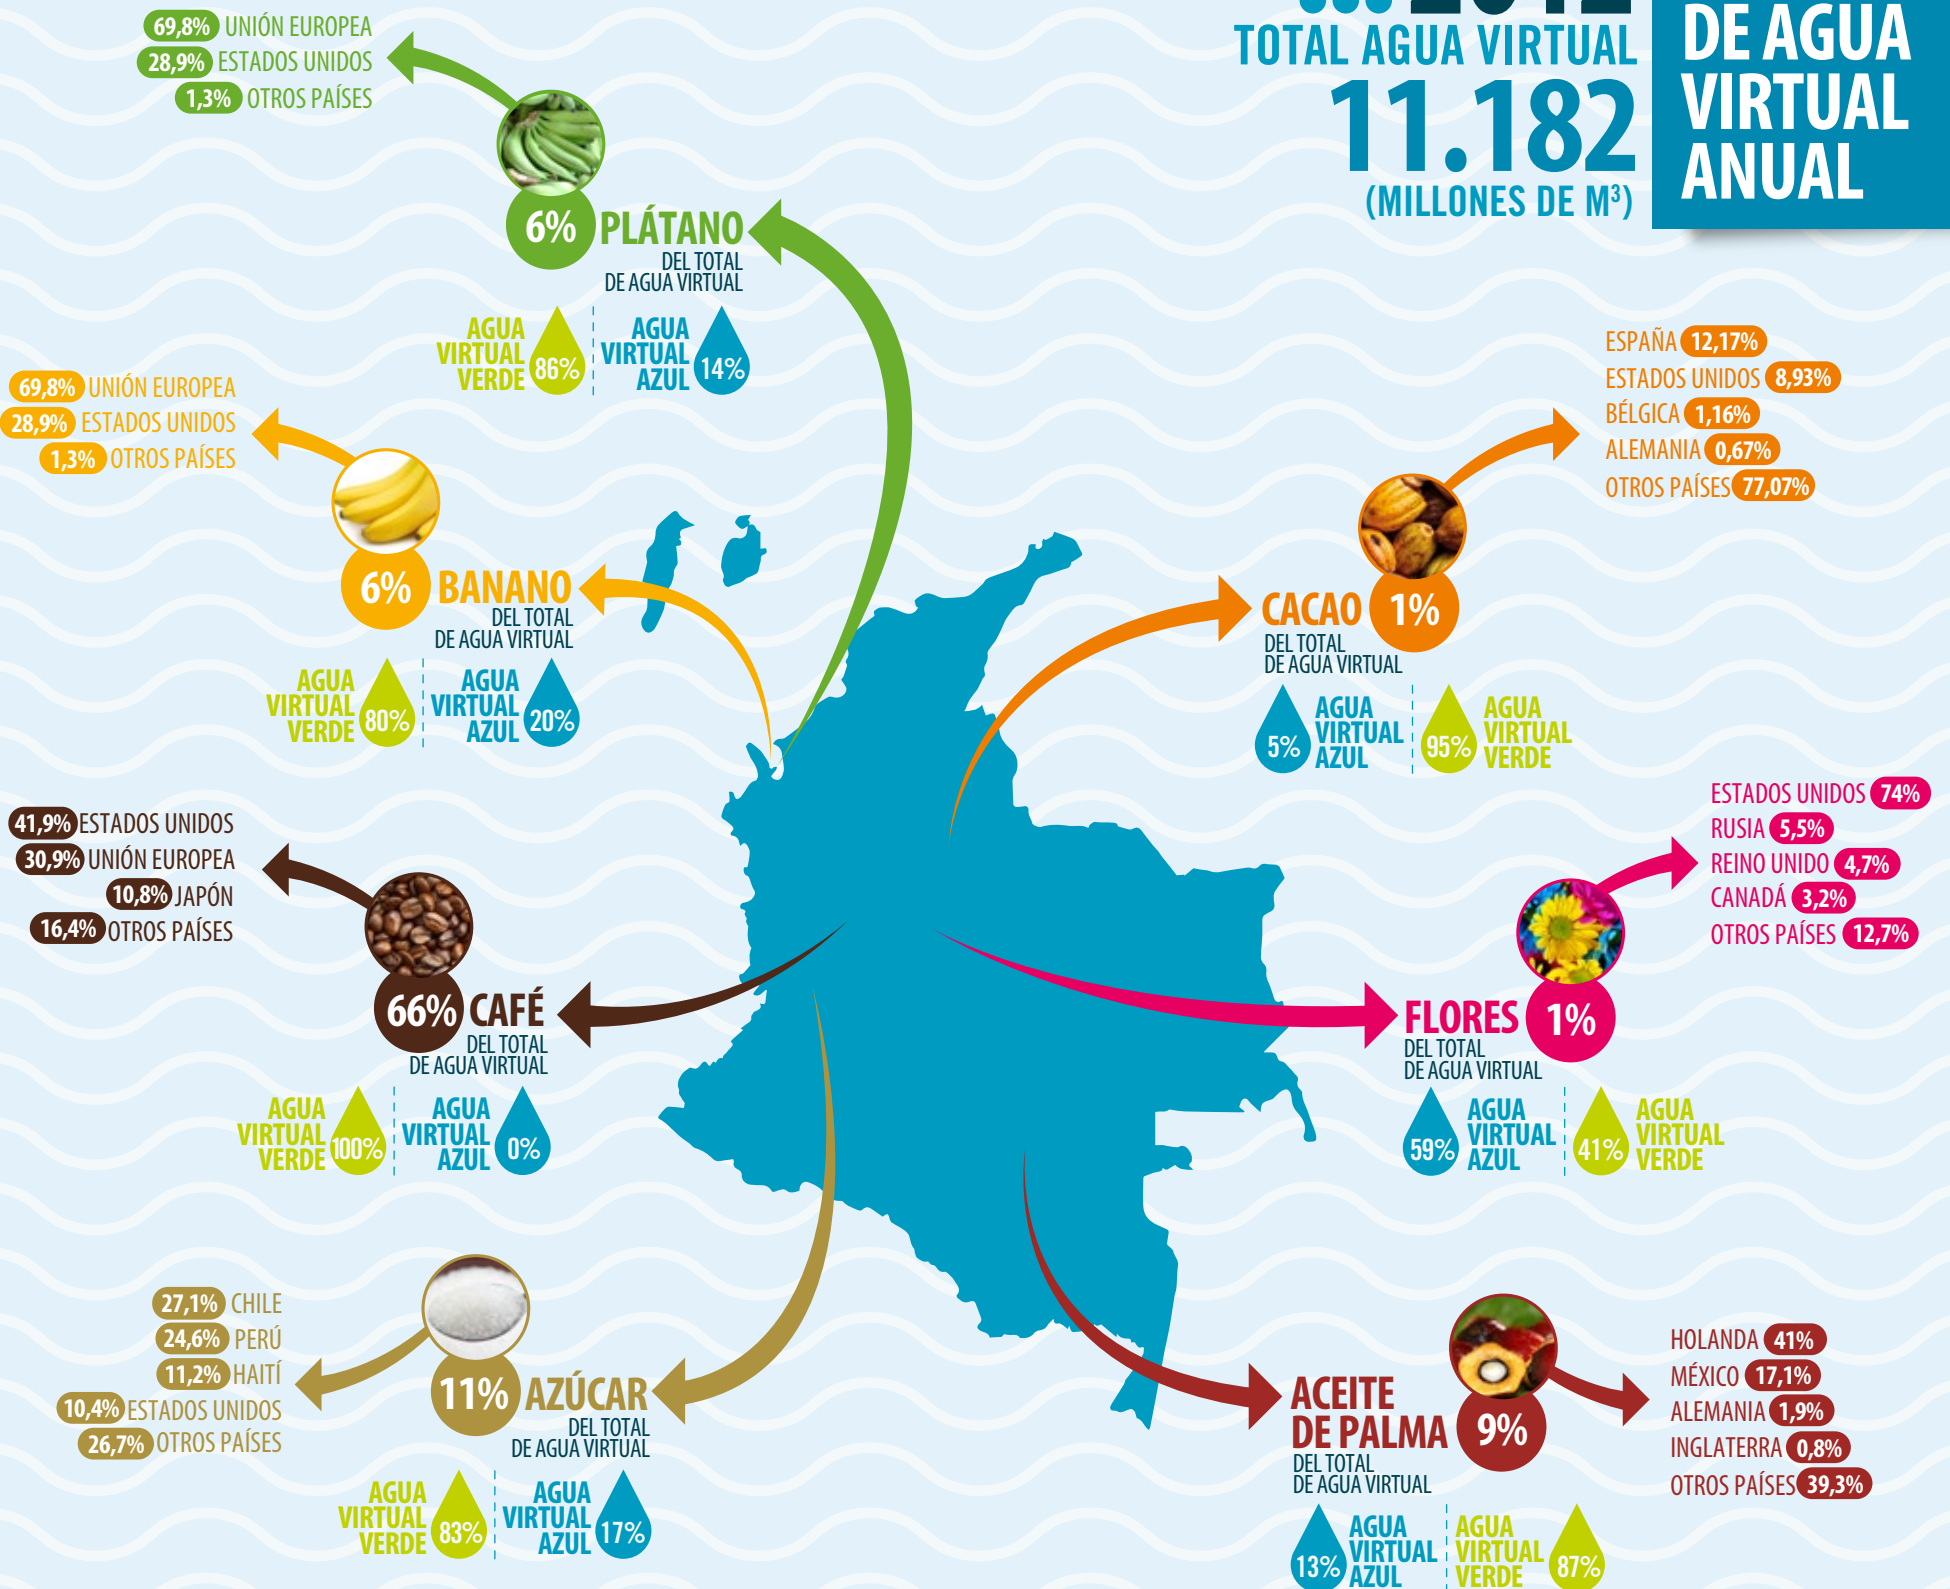 TOTAL AGUA VIRTUAL
11.182
(MILLONES DE M³)
DE AGUA
VIRTUAL
ANUAL
69,8% UNIÓN EUROPEA
28,9% ESTADOS UNIDOS
1,3% OTROS PAÍSES
6% PLÁTANO
DEL TOTAL
DE AGUA VIRTUAL
AGUA
VIRTUAL
VERDE
86%
AGUA
VIRTUAL
AZUL
14%
69,8% UNIÓN EUROPEA
28,9% ESTADOS UNIDOS
1,3% OTROS PAÍSES
6% BANANO
DEL TOTAL
DE AGUA VIRTUAL
AGUA
VIRTUAL
VERDE
80%
AGUA
VIRTUAL
AZUL
20%
41,9% ESTADOS UNIDOS
30,9% UNIÓN EUROPEA
10,8% JAPÓN
16,4% OTROS PAÍSES
66% CAFÉ
DEL TOTAL
DE AGUA VIRTUAL
AGUA
VIRTUAL
VERDE
100%
AGUA
VIRTUAL
AZUL
0%
27,1% CHILE
24,6% PERÚ
11,2% HAITÍ
10,4% ESTADOS UNIDOS
26,7% OTROS PAÍSES
11% AZÚCAR
DEL TOTAL
DE AGUA VIRTUAL
AGUA
VIRTUAL
VERDE
83%
AGUA
VIRTUAL
AZUL
17%
ESPAÑA 12,17%
ESTADOS UNIDOS 8,93%
BÉLGICA 1,16%
ALEMANIA 0,67%
OTROS PAÍSES 77,07%
CACAO 1%
DEL TOTAL
DE AGUA VIRTUAL
5%
AGUA
VIRTUAL
AZUL
95%
AGUA
VIRTUAL
VERDE
ESTADOS UNIDOS 74%
RUSIA 5,5%
REINO UNIDO 4,7%
CANADÁ 3,2%
OTROS PAÍSES 12,7%
FLORES 1%
DEL TOTAL
DE AGUA VIRTUAL
59%
AGUA
VIRTUAL
AZUL
41%
AGUA
VIRTUAL
VERDE
HOLANDA 41%
MÉXICO 17,1%
ALEMANIA 1,9%
INGLATERRA 0,8%
OTROS PAÍSES 39,3%
ACEITE
DE PALMA 9%
DEL TOTAL
DE AGUA VIRTUAL
13%
AGUA
VIRTUAL
AZUL
AGUA
VIRTUAL
VERDE
87%